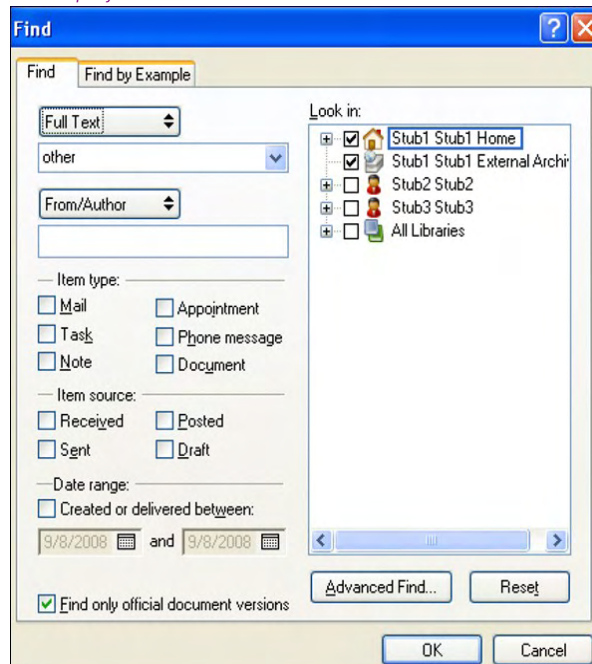 Find
Find
Find by Example
Full Text
other
From/Author
Item type:
Mail
Appointment
Task
Phone message
Note
Document
Item source:
Received
Posted
Sent
Draft
Date range:
Created or delivered between:
9/8/2008 and 9/8/2008
Find only official document versions
Look in:
Stub1 Stub1 Home
Stub1 Stub1 External Archi
Stub2 Stub2
Stub3 Stub3
All Libraries
Advanced Find...
Reset
OK
Cancel